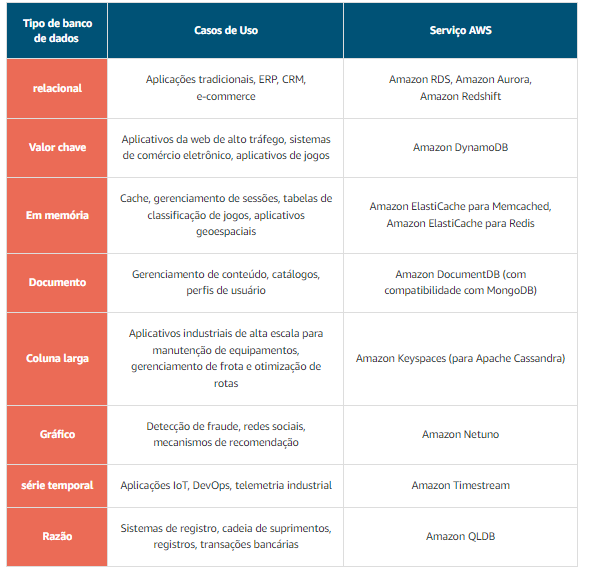 Tipo de banco
de dados
Casos de Uso
Serviço AWS
relacional
Aplicações tradicionais, ERP, CRM,
e-commerce
Amazon RDS, Amazon Aurora,
Amazon Redshift
Valor chave
Aplicativos da web de alto tráfego, sistemas
de comércio eletrônico, aplicativos de jogos
Amazon DynamoDB
Em memória
Cache, gerenciamento de sessões, tabelas de
classificação de jogos, aplicativos
geoespaciais
Amazon ElastiCache para Memcached,
Amazon ElastiCache para Redis
Documento
Gerenciamento de conteúdo, catálogos,
perfis de usuário
Amazon DocumentDB (com
compatibilidade com MongoDB)
Coluna larga
Aplicativos industriais de alta escala para
manutenção de equipamentos,
gerenciamento de frota e otimização de
rotas
Amazon Keyspaces (para Apache Cassandra)
Gráfico
Detecção de fraude, redes sociais,
mecanismos de recomendação
Amazon Netuno
série temporal
Aplicações IoT, DevOps, telemetria industrial
Amazon Timestream
Razão
Sistemas de registro, cadeia de suprimentos,
registros, transações bancárias
Amazon QLDB